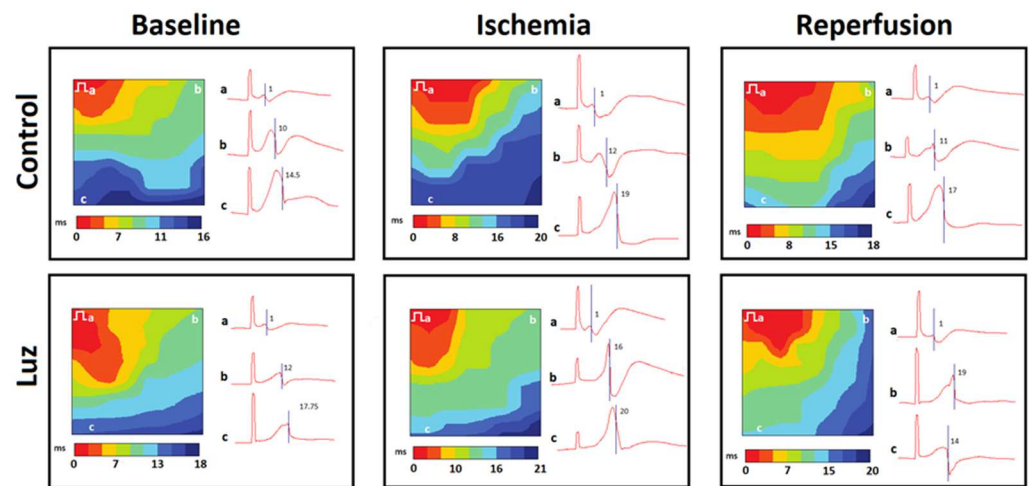 Baseline Ischemia Reperfusion
Control
a b
c
a 1
b 10
c 14.5
ms
0 7 11 16
a b
c
a 1
b 12
c 19
ms
0 8 12 20
a b
c
a 1
b 11
c 17
ms
0 8 15 18
Luz
a b
c
a 1
b 12
c 17.75
ms
0 7 13 18
a b
c
a 1
b 16
c 20
ms
0 10 16 21
a b
c
a 1
b 19
c 14
ms
0 7 15 20